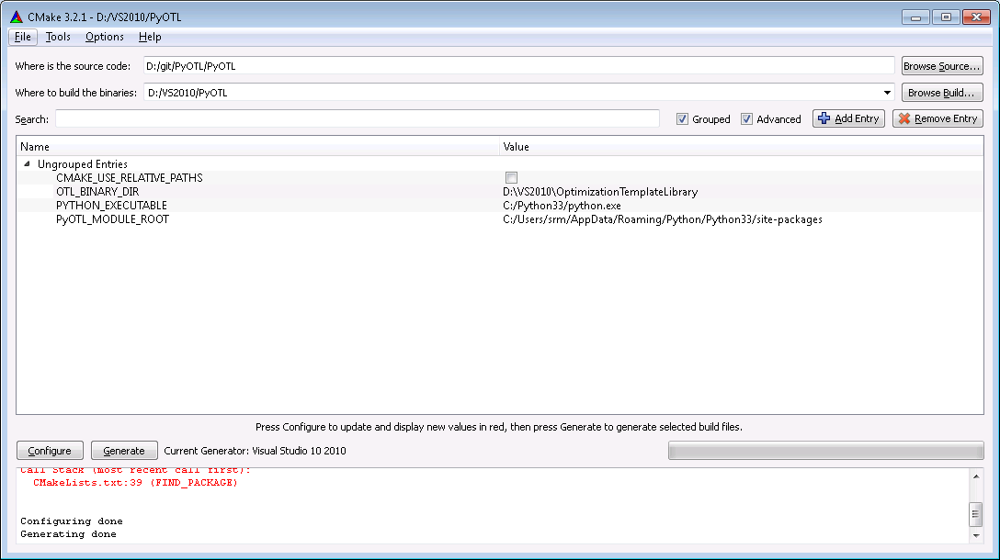 CMake 3.2.1 - D:/VS2010/PyOTL
File Tools Options Help
Where is the source code: D:/git/PyOTL/PyOTL Browse Source...
Where to build the binaries: D:/VS2010/PyOTL Browse Build...
Search: Grouped Advanced Add Entry Remove Entry
Name Value
Ungrouped Entries
CMAKE_USE_RELATIVE_PATHS
OTL_BINARY_DIR D:\VS2010\OptimizationTemplateLibrary
PYTHON_EXECUTABLE C:/Python33/python.exe
PyOTL_MODULE_ROOT C:/Users/srm/AppData/Roaming/Python/Python33/site-packages
Press Configure to update and display new values in red, then press Generate to generate selected build files.
Configure Generate Current Generator: Visual Studio 10 2010
Call Stack (most recent call first):
CMakeLists.txt:39 (FIND_PACKAGE)
Configuring done
Generating done